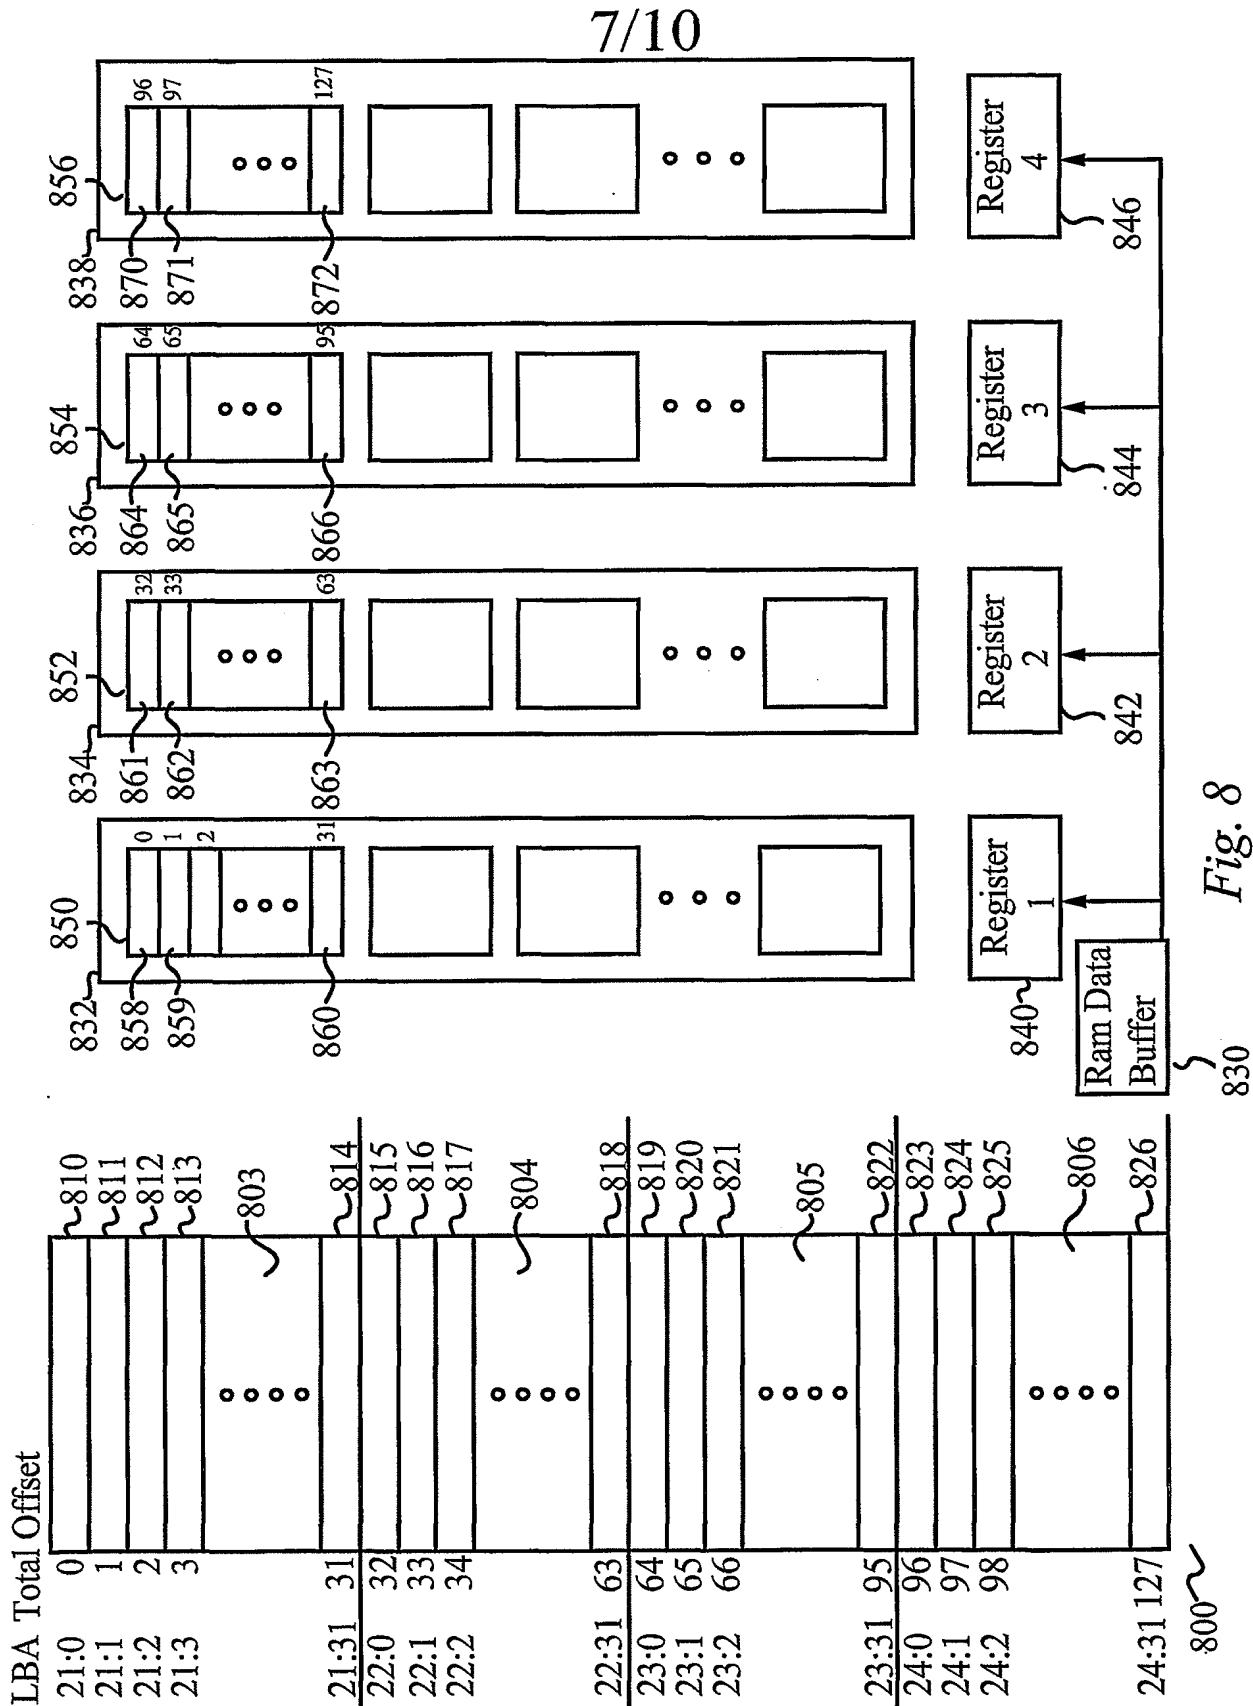 7/10
LBA Total Offset
21:0 0 810
21:1 1 811
21:2 2 812
21:3 3 813
803
21:31 31 814
22:0 32 815
22:1 33 816
22:2 34 817
804
22:31 63 818
23:0 64 819
23:1 65 820
23:2 66 821
805
23:31 95 822
24:0 96 823
24:1 97 824
24:2 98 825
806
24:31 127 826
800
832
850
858 0
859 1
2
860 31
834
852
861 32
862 33
863 63
836
854
864 64
865 65
866 95
838
856
870 96
871 97
872 127
Register
1
840
Register
2
842
Register
3
844
Register
4
846
Ram Data
Buffer
830
Fig. 8